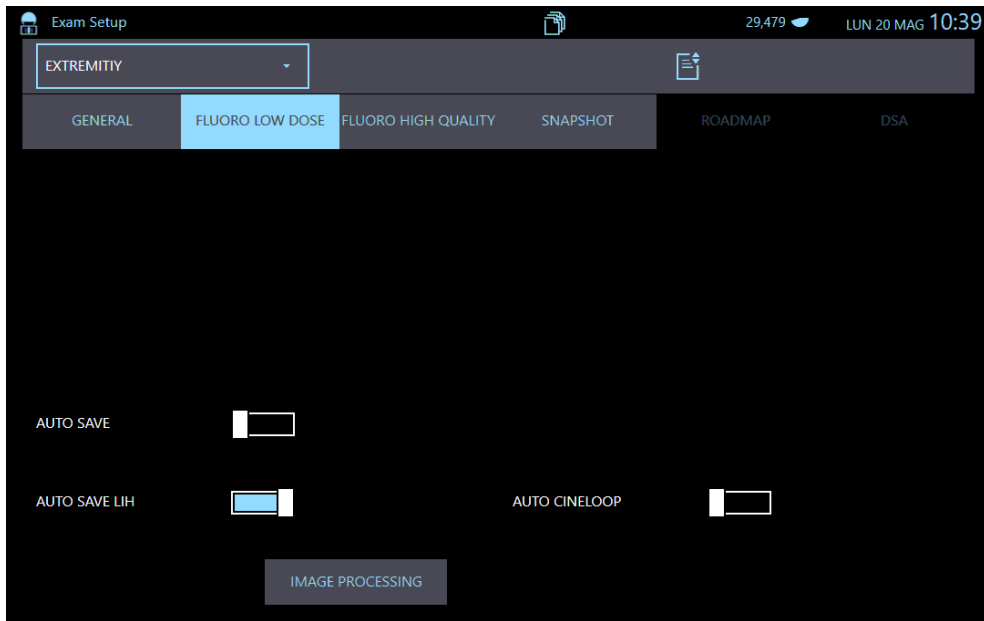 Exam Setup
29,479
LUN 20 MAG 10:39
EXTREMITIY
GENERAL
FLUORO LOW DOSE
FLUORO HIGH QUALITY
SNAPSHOT
ROADMAP
DSA
AUTO SAVE
AUTO SAVE LIH
AUTO CINELOOP
IMAGE PROCESSING